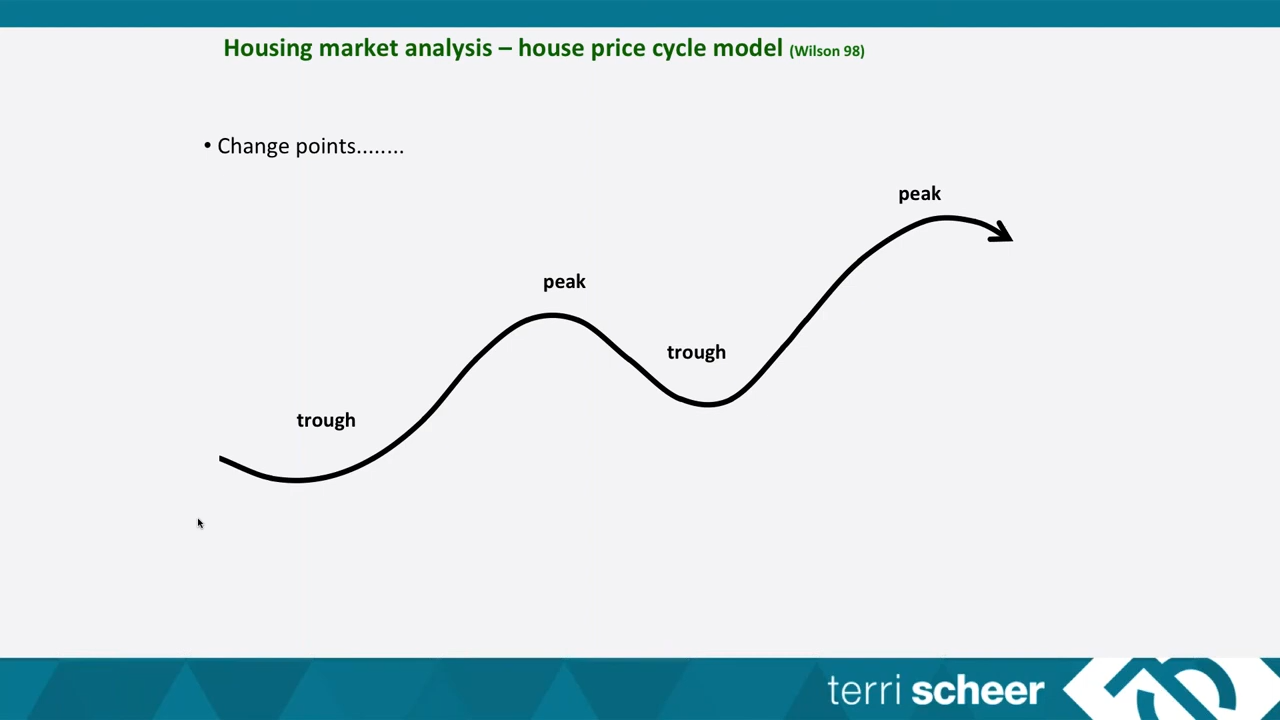 Housing market analysis – house price cycle model (Wilson 98)
• Change points........
peak
peak
trough
trough
terri scheer